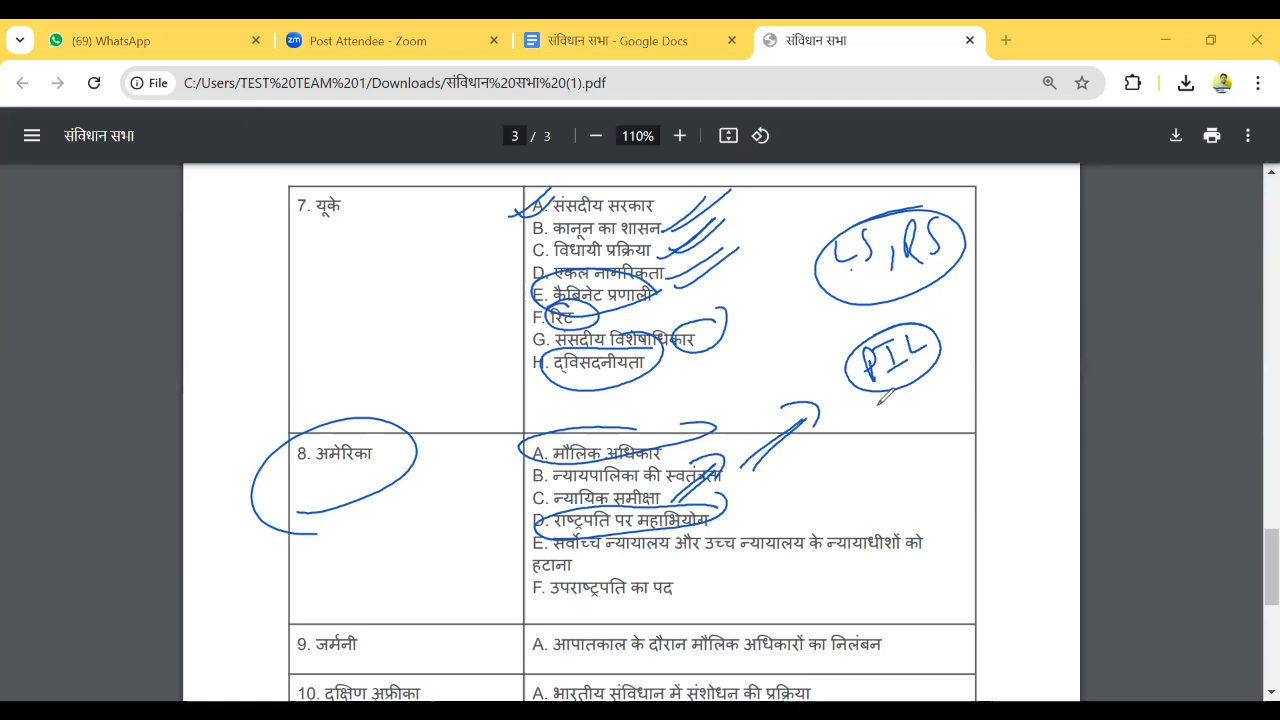 (69) WhatsApp
Post Attendee - Zoom
संविधान सभा - Google Docs
संविधान सभा
File
C:/Users/TEST%20TEAM%201/Downloads/संविधान%20सभा%20(1).pdf
संविधान सभा
3 / 3
110%
7. यूके
A. संसदीय सरकार
B. कानून का शासन
C. विधायी प्रक्रिया
D. एकल नागरिकता
E. कैबिनेट प्रणाली
F. रिट
G. संसदीय विशेषाधिकार
H. द्विसदनीयता
LS, RS
PIL
8. अमेरिका
A. मौलिक अधिकार
B. न्यायपालिका की स्वतंत्रता
C. न्यायिक समीक्षा
D. राष्ट्रपति पर महाभियोग
E. सर्वोच्च न्यायालय और उच्च न्यायालय के न्यायाधीशों को
हटाना
F. उपराष्ट्रपति का पद
9. जर्मनी
A. आपातकाल के दौरान मौलिक अधिकारों का निलंबन
10. दक्षिण अफ्रीका
A. भारतीय संविधान में संशोधन की प्रक्रिया